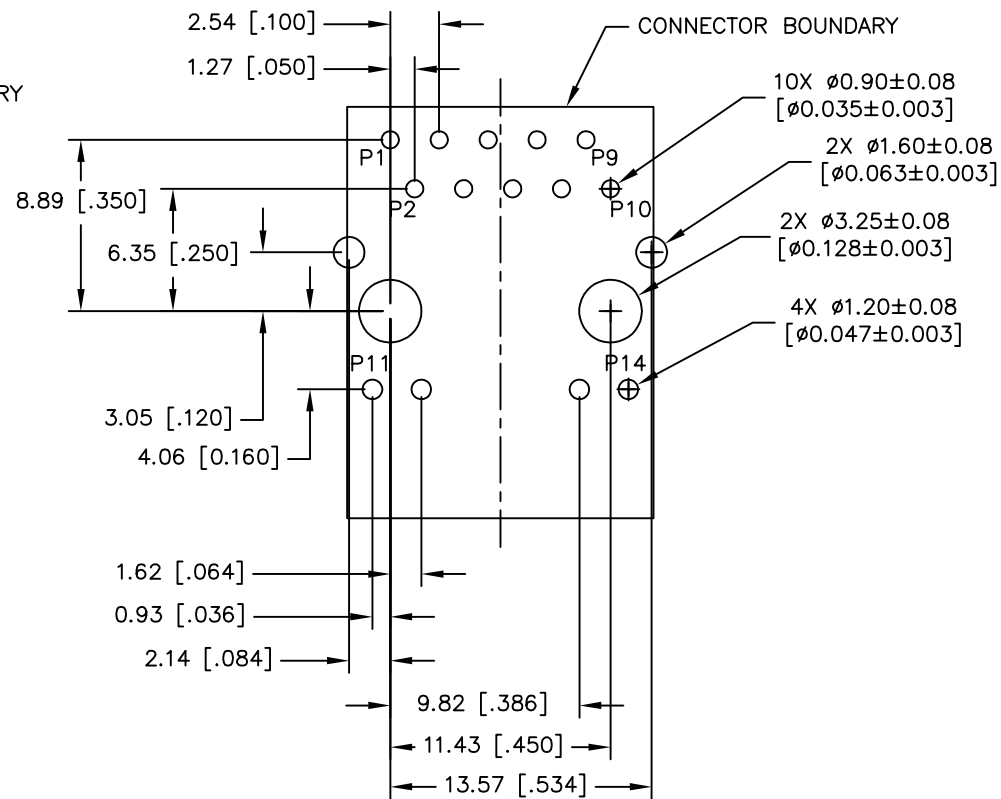 2.54 [.100]
CONNECTOR BOUNDARY
1.27 [.050]
RY
10X ø0.90±0.08
[ø0.035±0.003]
P1
P9
2X ø1.60±0.08
[ø0.063±0.003]
8.89 [.350]
P2
P10
2X ø3.25±0.08
[ø0.128±0.003]
6.35 [.250]
4X ø1.20±0.08
[ø0.047±0.003]
P11
P14
3.05 [.120]
4.06 [0.160]
1.62 [.064]
0.93 [.036]
2.14 [.084]
9.82 [.386]
11.43 [.450]
13.57 [.534]